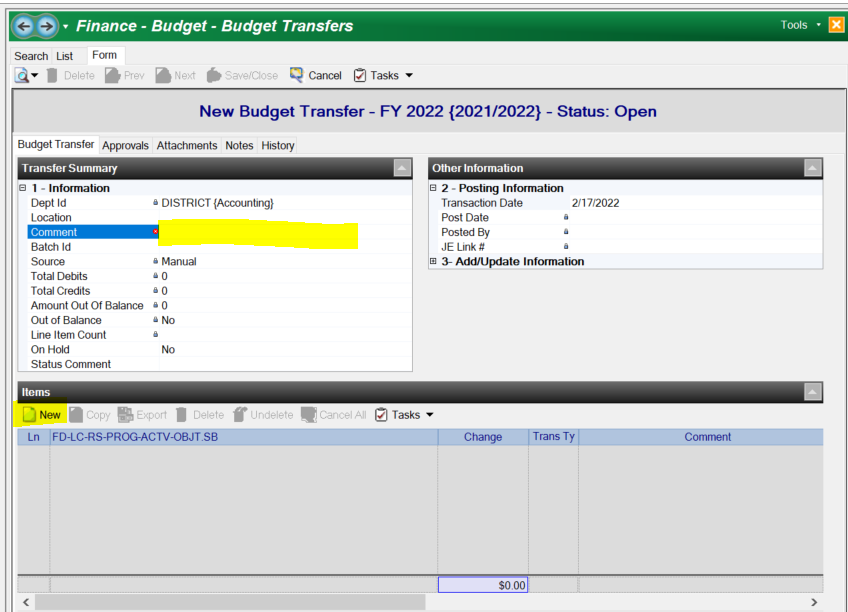 Finance - Budget - Budget Transfers
Tools
Search List Form
Delete Prev Next Save/Close Cancel Tasks
New Budget Transfer - FY 2022 {2021/2022} - Status: Open
Budget Transfer Approvals Attachments Notes History
Transfer Summary
1 - Information
Dept Id DISTRICT {Accounting}
Location
Comment
Batch Id
Source Manual
Total Debits 0
Total Credits 0
Amount Out Of Balance 0
Out of Balance No
Line Item Count
On Hold No
Status Comment
Other Information
2 - Posting Information
Transaction Date 2/17/2022
Post Date
Posted By
JE Link #
3- Add/Update Information
Items
New Copy Export Delete Undelete Cancel All Tasks
Ln FD-LC-RS-PROG-ACTV-OBJT.SB Change Trans Ty Comment
$0.00